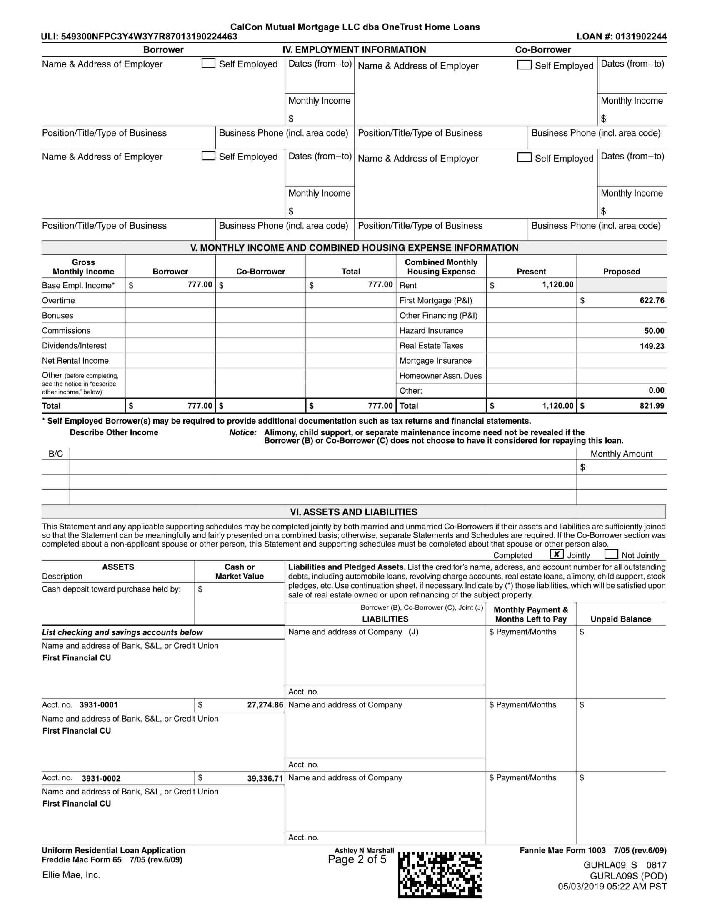 CalCon Mutual Mortgage LLC dba OneTrust Home Loans
ULI: 549300NFPC3Y4W3Y7R87013190224463 LOAN #: 0131902244
Borrower IV. EMPLOYMENT INFORMATION Co-Borrower
Name & Address of Employer Self Employed Dates (from–to) Name & Address of Employer Self Employed Dates (from–to)
Monthly Income Monthly Income
$ $
Position/Title/Type of Business Business Phone (incl. area code) Position/Title/Type of Business Business Phone (incl. area code)
Name & Address of Employer Self Employed Dates (from–to) Name & Address of Employer Self Employed Dates (from–to)
Monthly Income Monthly Income
$ $
Position/Title/Type of Business Business Phone (incl. area code) Position/Title/Type of Business Business Phone (incl. area code)
V. MONTHLY INCOME AND COMBINED HOUSING EXPENSE INFORMATION
Gross Combined Monthly
Monthly Income Borrower Co-Borrower Total Housing Expense Present Proposed
Base Empl. Income* $ 777.00 $ $ 777.00 Rent $ 1,120.00
Overtime First Mortgage (P&I) $ 622.76
Bonuses Other Financing (P&I)
Commissions Hazard Insurance 50.00
Dividends/Interest Real Estate Taxes 149.23
Net Rental Income Mortgage Insurance
Other (before completing, Homeowner Assn. Dues
see the notice in "describe
other income," below) Other: 0.00
Total $ 777.00 $ $ 777.00 Total $ 1,120.00 $ 821.99
* Self Employed Borrower(s) may be required to provide additional documentation such as tax returns and financial statements.
Describe Other Income Notice: Alimony, child support, or separate maintenance income need not be revealed if the
Borrower (B) or Co-Borrower (C) does not choose to have it considered for repaying this loan.
B/C Monthly Amount
$
VI. ASSETS AND LIABILITIES
This Statement and any applicable supporting schedules may be completed jointly by both married and unmarried Co-Borrowers if their assets and liabilities are sufficiently joined
so that the Statement can be meaningfully and fairly presented on a combined basis; otherwise, separate Statements and Schedules are required. If the Co-Borrower section was
completed about a non-applicant spouse or other person, this Statement and supporting schedules must be completed about that spouse or other person also.
Completed X Jointly Not Jointly
ASSETS Cash or Liabilities and Pledged Assets. List the creditor's name, address, and account number for all outstanding
Description Market Value debts, including automobile loans, revolving charge accounts, real estate loans, alimony, child support, stock
Cash deposit toward purchase held by: $ pledges, etc. Use continuation sheet, if necessary. Indicate by (*) those liabilities, which will be satisfied upon
sale of real estate owned or upon refinancing of the subject property.
Borrower (B), Co-Borrower (C), Joint (J) Monthly Payment &
LIABILITIES Months Left to Pay Unpaid Balance
List checking and savings accounts below Name and address of Company (J) $ Payment/Months $
Name and address of Bank, S&L, or Credit Union
First Financial CU
Acct. no.
Acct. no. 3931-0001 $ 27,274.86 Name and address of Company $ Payment/Months $
Name and address of Bank, S&L, or Credit Union
First Financial CU
Acct. no.
Acct. no. 3931-0002 $ 39,336.71 Name and address of Company $ Payment/Months $
Name and address of Bank, S&L, or Credit Union
First Financial CU
Acct. no.
Uniform Residential Loan Application Ashley N Marshall Fannie Mae Form 1003 7/05 (rev.6/09)
Freddie Mac Form 65 7/05 (rev.6/09) Page 2 of 5
GURLA09_S 0817
Ellie Mae, Inc. GURLA09S (POD)
05/03/2019 05:22 AM PST